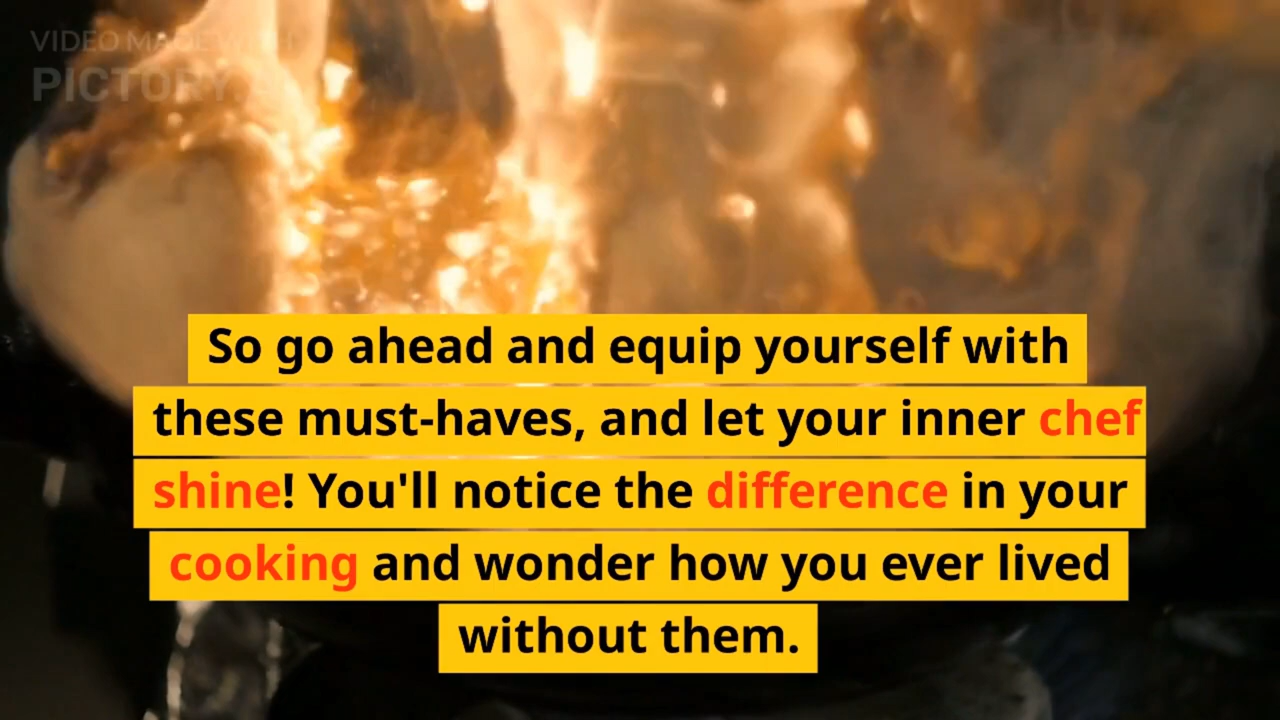 VIDEO MADE WITH
PICTORY
So go ahead and equip yourself with
these must-haves, and let your inner chef
shine! You'll notice the difference in your
cooking and wonder how you ever lived
without them.